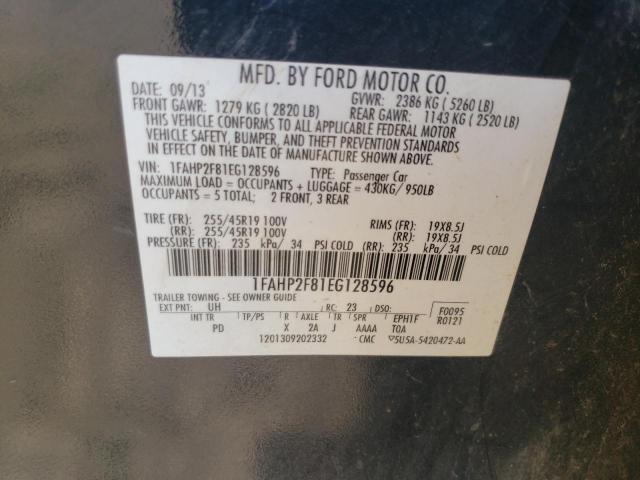 MFD. BY FORD MOTOR CO.
DATE: 09/13 GVWR: 2386 KG ( 5260 LB)
FRONT GAWR: 1279 KG ( 2820 LB) REAR GAWR: 1143 KG ( 2520 LB)
THIS VEHICLE CONFORMS TO ALL APPLICABLE FEDERAL MOTOR
VEHICLE SAFETY, BUMPER, AND THEFT PREVENTION STANDARDS
IN EFFECT ON THE DATE OF MANUFACTURE SHOWN ABOVE.
VIN: 1FAHP2F81EG128596 TYPE: Passenger Car
MAXIMUM LOAD = OCCUPANTS + LUGGAGE = 430KG/ 950LB
OCCUPANTS = 5 TOTAL; 2 FRONT, 3 REAR
TIRE (FR): 255/45R19 100V RIMS (FR): 19X8.5J
(RR): 255/45R19 100V (RR): 19X8.5J
PRESSURE (FR): 235 kPa/ 34 PSI COLD (RR): 235 kPa/ 34 PSI COLD
1FAHP2F81EG128596
TRAILER TOWING - SEE OWNER GUIDE
EXT PNT: UH RC: 23 DSO: F0095
INT TR TP/PS R AXLE TR SPR EPH1F R0121
PD X 2A J AAAA TOA
1201309202332 CMC ▽5U5A-5420472-AA